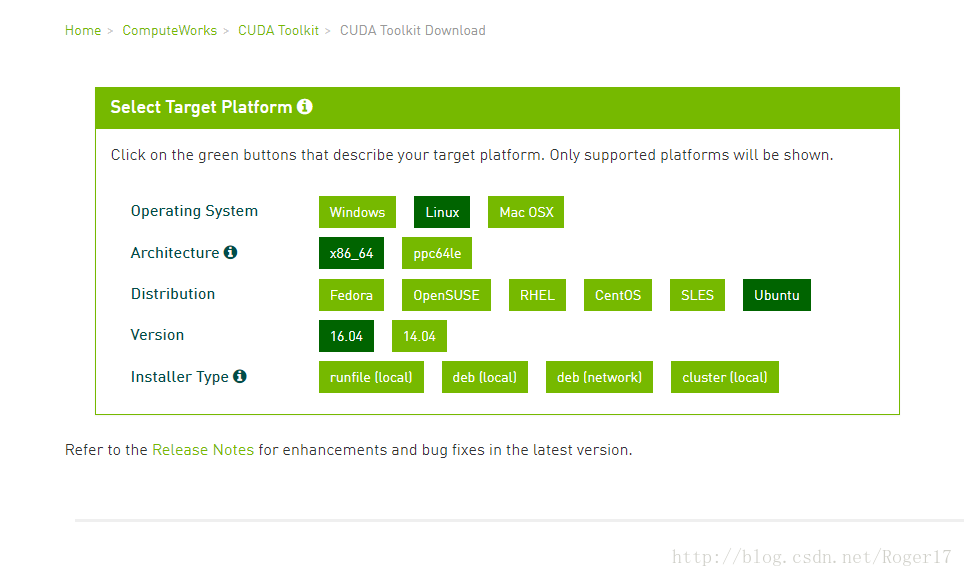 Home > ComputeWorks > CUDA Toolkit > CUDA Toolkit Download
Select Target Platform
Click on the green buttons that describe your target platform. Only supported platforms will be shown.
Operating System Windows Linux Mac OSX
Architecture x86_64 ppc64le
Distribution Fedora OpenSUSE RHEL CentOS SLES Ubuntu
Version 16.04 14.04
Installer Type runfile (local) deb (local) deb (network) cluster (local)
Refer to the Release Notes for enhancements and bug fixes in the latest version.
http://blog.csdn.net/Roger17